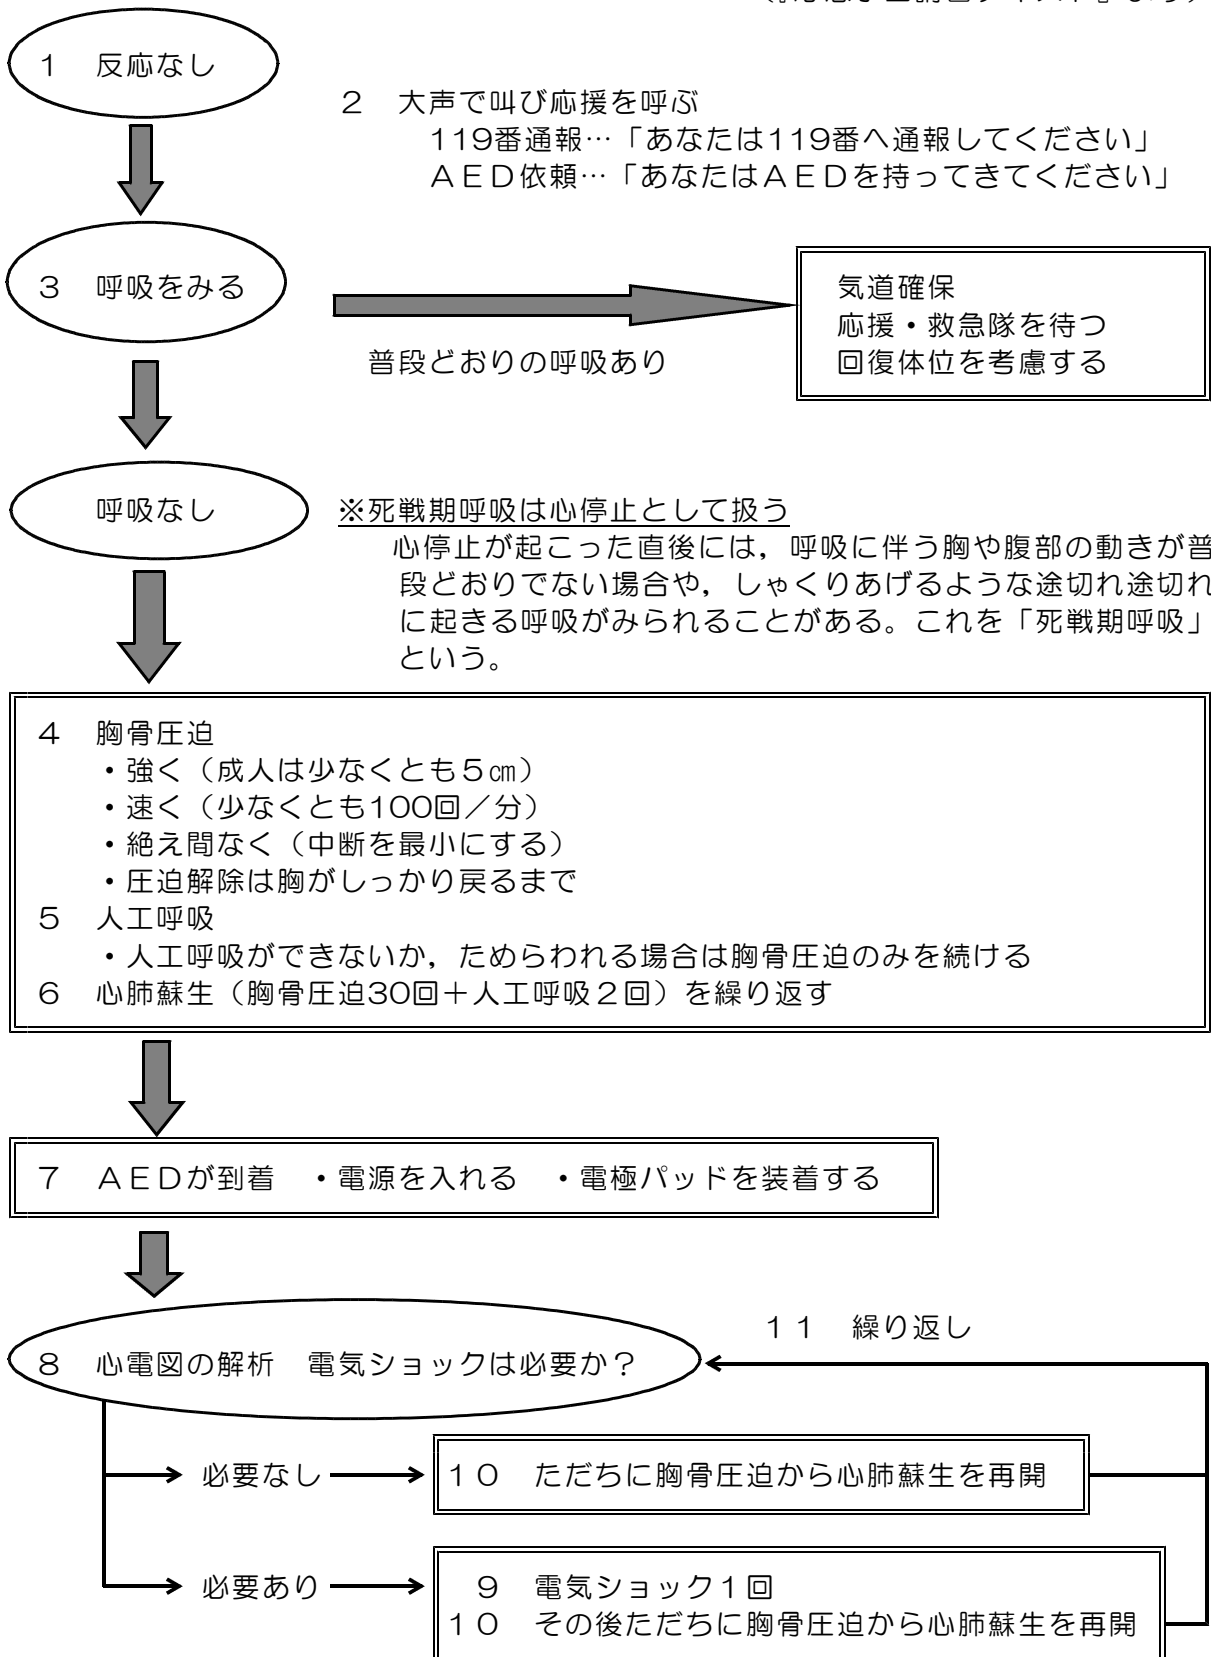 1 反応なし
2 大声で叫び応援を呼ぶ
119番通報…「あなたは119番へ通報してください」
AED依頼…「あなたはAEDを持ってきてください」
3 呼吸をみる
普段どおりの呼吸あり
気道確保
応援・救急隊を待つ
回復体位を考慮する
呼吸なし
※死戦期呼吸は心停止として扱う
心停止が起こった直後には，呼吸に伴う胸や腹部の動きが普
段どおりでない場合や，しゃくりあげるような途切れ途切れ
に起きる呼吸がみられることがある。これを「死戦期呼吸」
という。
4 胸骨圧迫
・強く（成人は少なくとも５㎝）
・速く（少なくとも100回／分）
・絶え間なく（中断を最小にする）
・圧迫解除は胸がしっかり戻るまで
5 人工呼吸
・人工呼吸ができないか，ためらわれる場合は胸骨圧迫のみを続ける
6 心肺蘇生（胸骨圧迫30回＋人工呼吸２回）を繰り返す
7 AEDが到着 ・電源を入れる ・電極パッドを装着する
8 心電図の解析 電気ショックは必要か？
11 繰り返し
必要なし
10 ただちに胸骨圧迫から心肺蘇生を再開
必要あり
9 電気ショック１回
10 その後ただちに胸骨圧迫から心肺蘇生を再開